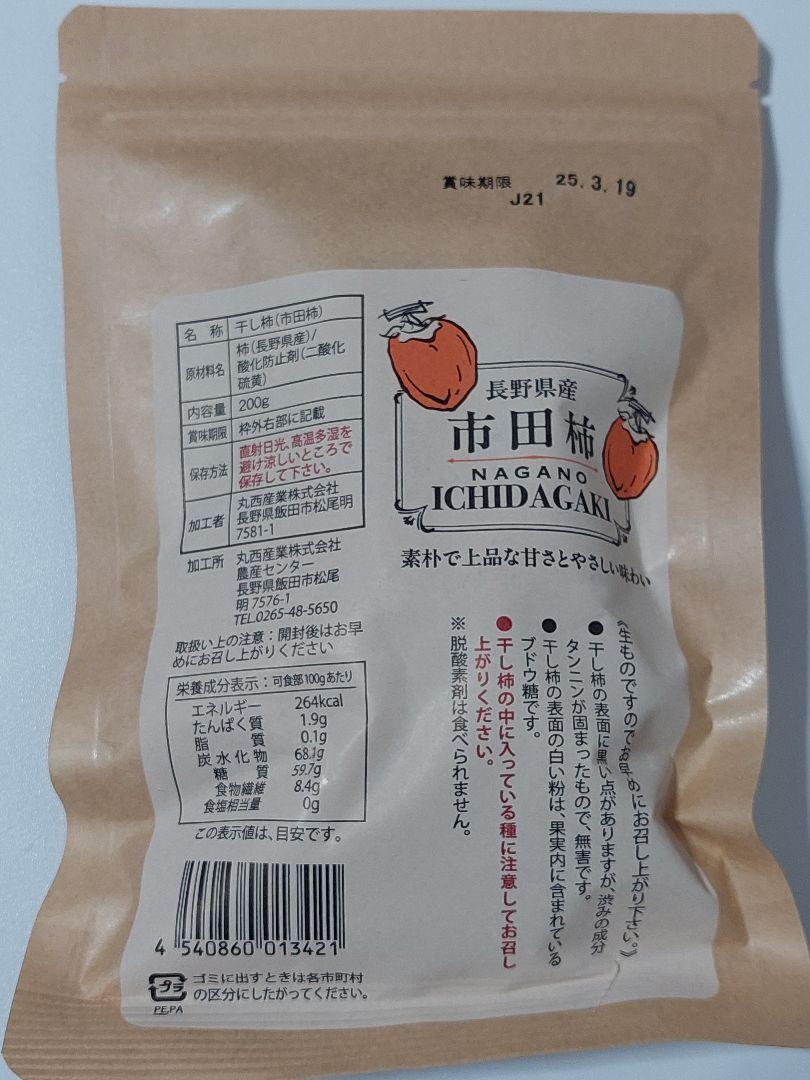 賞味期限 25.3.19
J21
名 称 干し柿(市田柿)
原材料名 柿(長野県産)/
酸化防止剤(二酸化
硫黄)
内容量 200g
賞味期限 枠外右部に記載
保存方法 直射日光、高温多湿を
避け涼しいところで
保存して下さい。
加工者 丸西産業株式会社
長野県飯田市松尾明
7581-1
加工所 丸西産業株式会社
農産センター
長野県飯田市松尾
明7576-1
TEL.0265-48-5650
取扱い上の注意:開封後はお早
めにお召し上がりください
栄養成分表示:可食部100gあたり
エネルギー 264kcal
たんぱく質 1.9g
脂 質 0.1g
炭水化物 68.1g
糖 質 59.7g
食物繊維 8.4g
食塩相当量 0g
この表示値は、目安です。
4 540860 013421
プラ
PE,PA
ゴミに出すときは各市町村
の区分にしたがってください。
長野県産
市田柿
NAGANO
ICHIDAGAKI
素朴で上品な甘さとやさしい味わい
《生ものですのでお早めにお召し上がり下さい。》
●干し柿の表面に黒い点がありますが、渋みの成分
タンニンが固まったもので、無害です。
●干し柿の表面の白い粉は、果実内に含まれている
ブドウ糖です。
●干し柿の中に入っている種に注意してお召し
上がりください。
※脱酸素剤は食べられません。